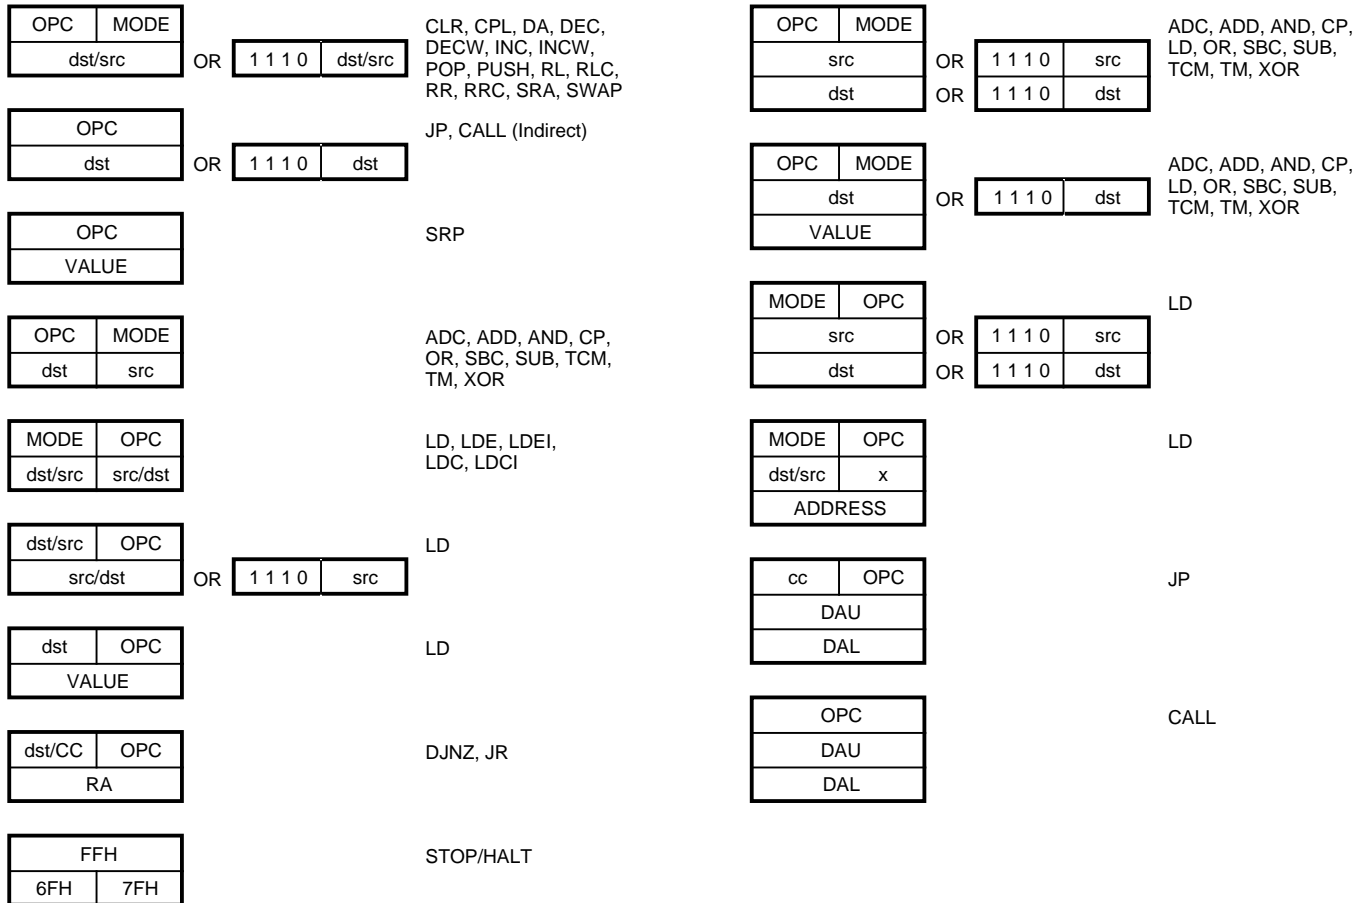 OPC MODE
dst/src OR 1 1 1 0 dst/src
CLR, CPL, DA, DEC,
DECW, INC, INCW,
POP, PUSH, RL, RLC,
RR, RRC, SRA, SWAP
OPC
dst OR 1 1 1 0 dst
JP, CALL (Indirect)
OPC
VALUE
SRP
OPC MODE
dst src
ADC, ADD, AND, CP,
OR, SBC, SUB, TCM,
TM, XOR
MODE OPC
dst/src src/dst
LD, LDE, LDEI,
LDC, LDCI
dst/src OPC
src/dst OR 1 1 1 0 src
LD
dst OPC
VALUE
LD
dst/CC OPC
RA
DJNZ, JR
FFH
6FH 7FH
STOP/HALT
OPC MODE
src OR 1 1 1 0 src
dst OR 1 1 1 0 dst
ADC, ADD, AND, CP,
LD, OR, SBC, SUB,
TCM, TM, XOR
OPC MODE
dst OR 1 1 1 0 dst
VALUE
ADC, ADD, AND, CP,
LD, OR, SBC, SUB,
TCM, TM, XOR
MODE OPC
src OR 1 1 1 0 src
dst OR 1 1 1 0 dst
LD
MODE OPC
dst/src x
ADDRESS
LD
cc OPC
DAU
DAL
JP
OPC
DAU
DAL
CALL